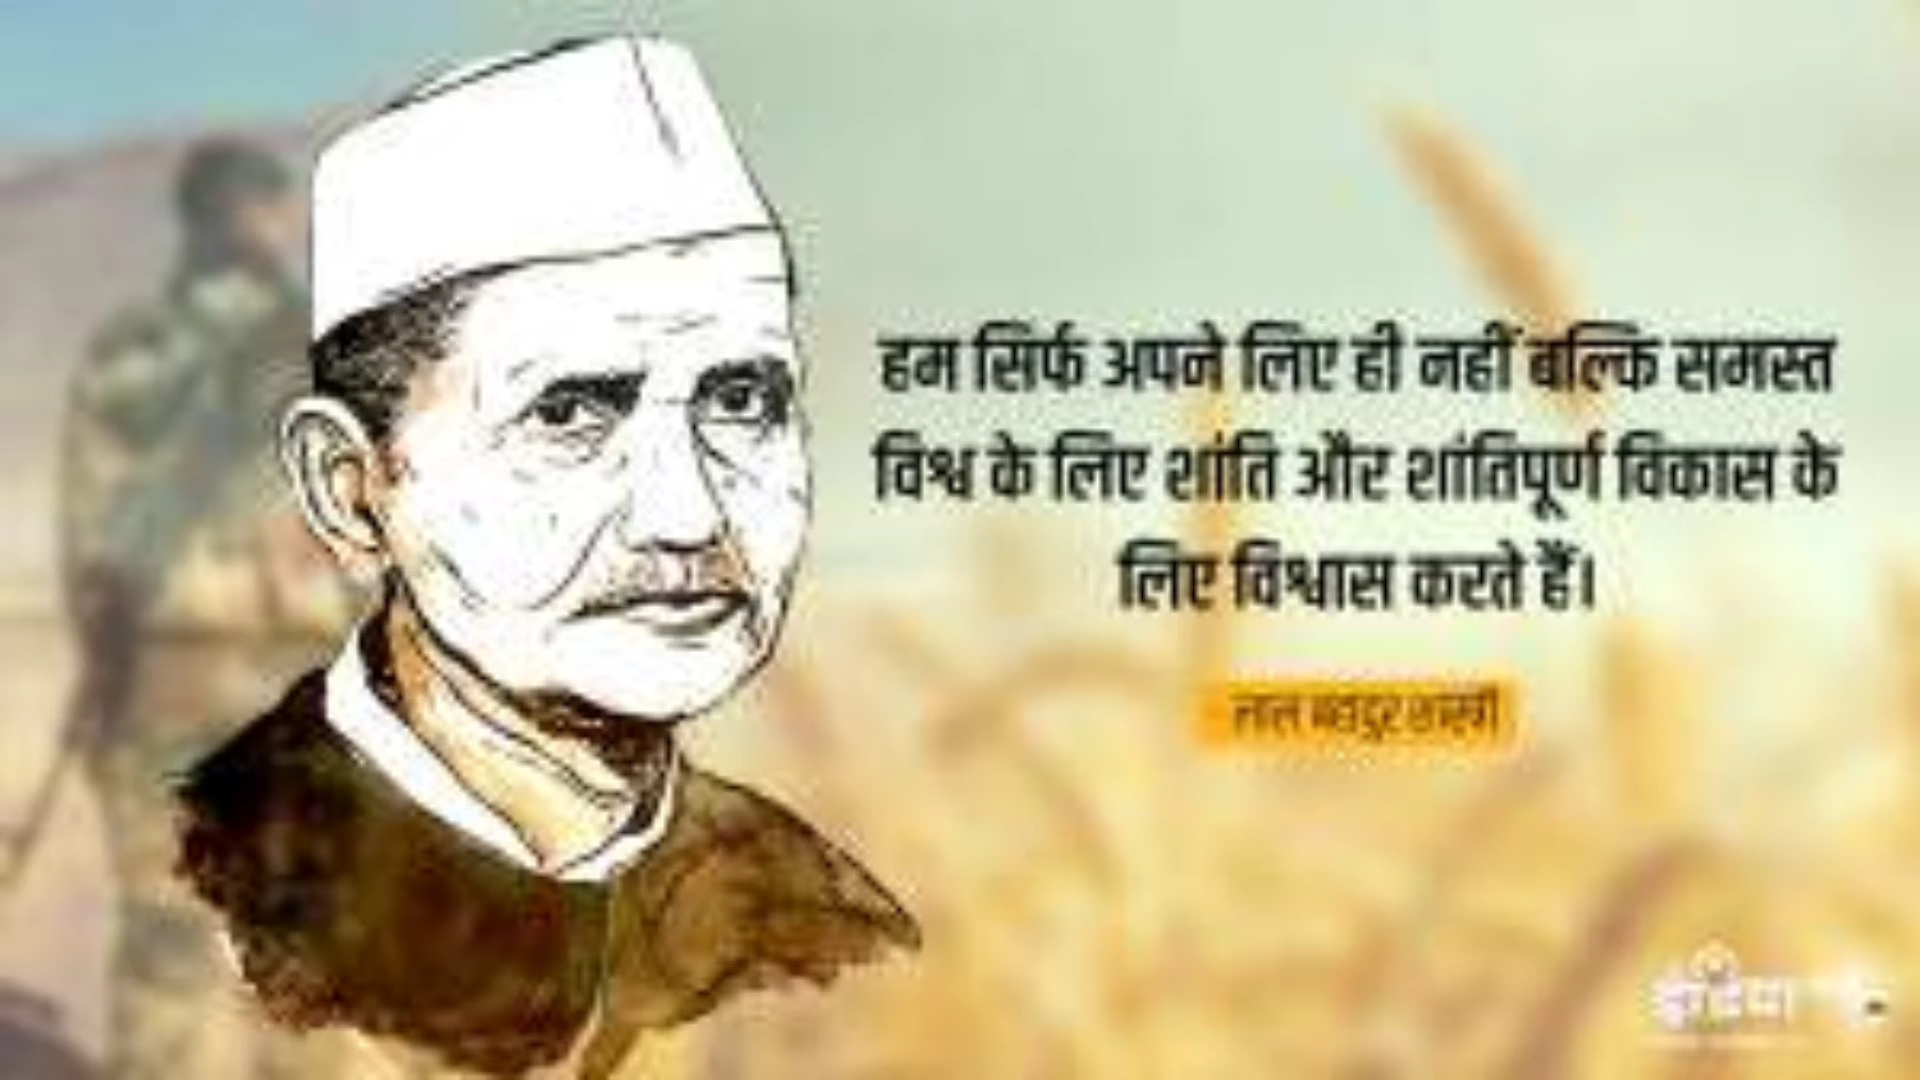 हम सिर्फ अपने लिए ही नहीं बल्कि समस्त
विश्व के लिए शांति और शांतिपूर्ण विकास के
लिए विश्वास करते हैं।
लाल बहादुर शास्त्री